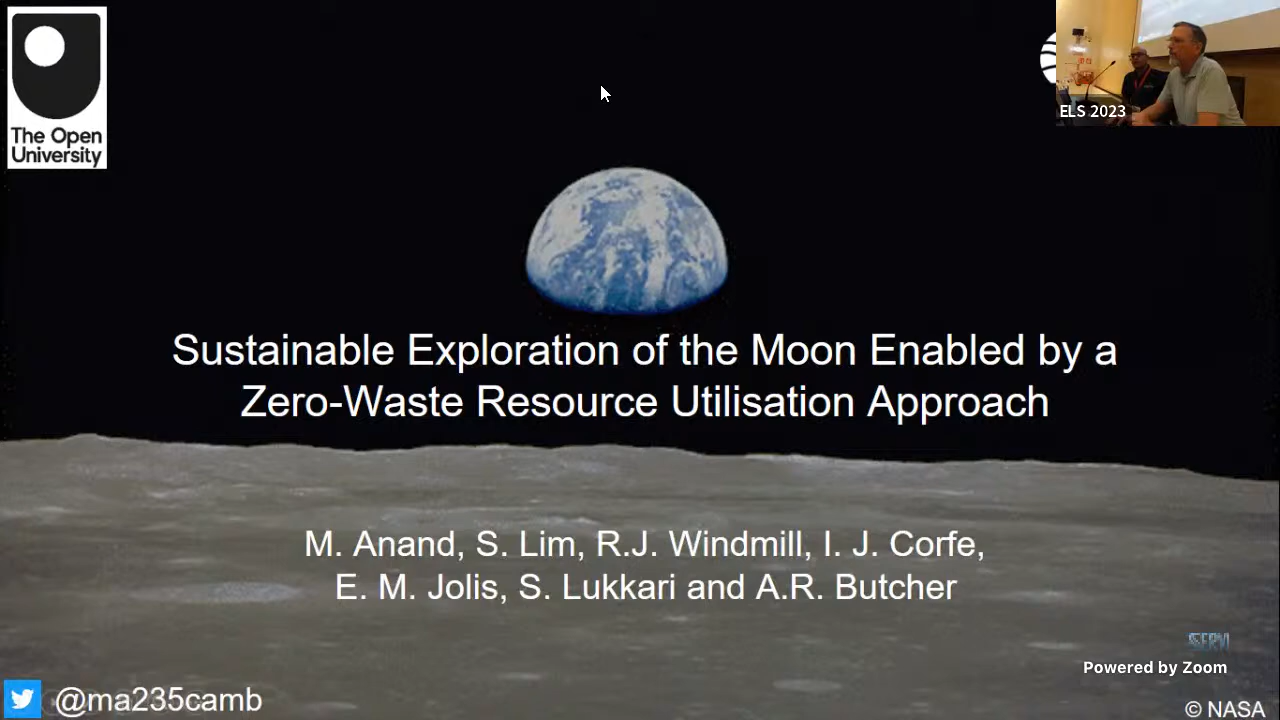 The Open
University
ELS 2023
Sustainable Exploration of the Moon Enabled by a
Zero-Waste Resource Utilisation Approach
M. Anand, S. Lim, R.J. Windmill, I. J. Corfe,
E. M. Jolis, S. Lukkari and A.R. Butcher
Powered by Zoom
@ma235camb
© NASA